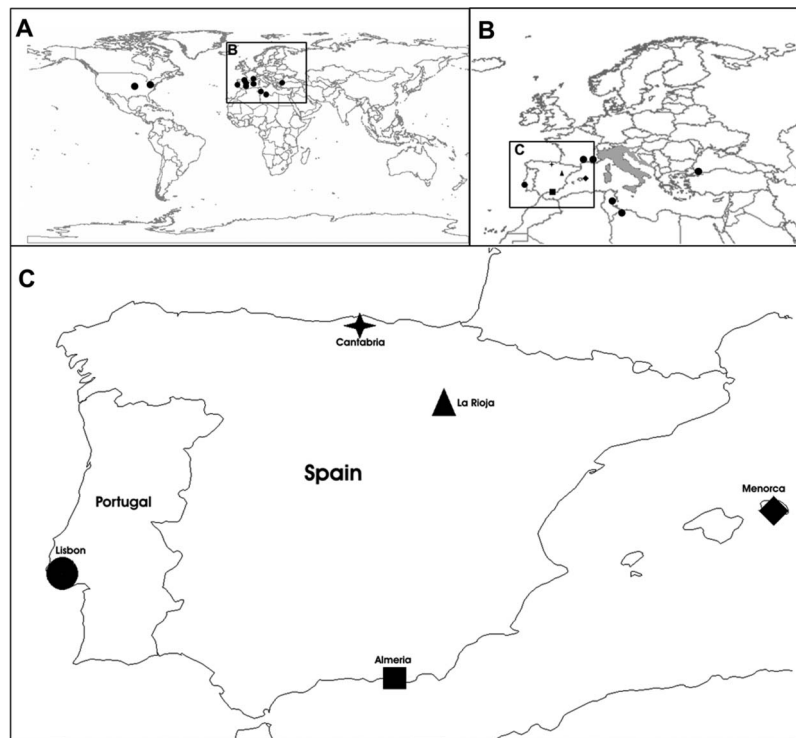 A
B
B
C
C
Cantabria
La Rioja
Spain
Portugal
Menorca
Lisbon
Almeria